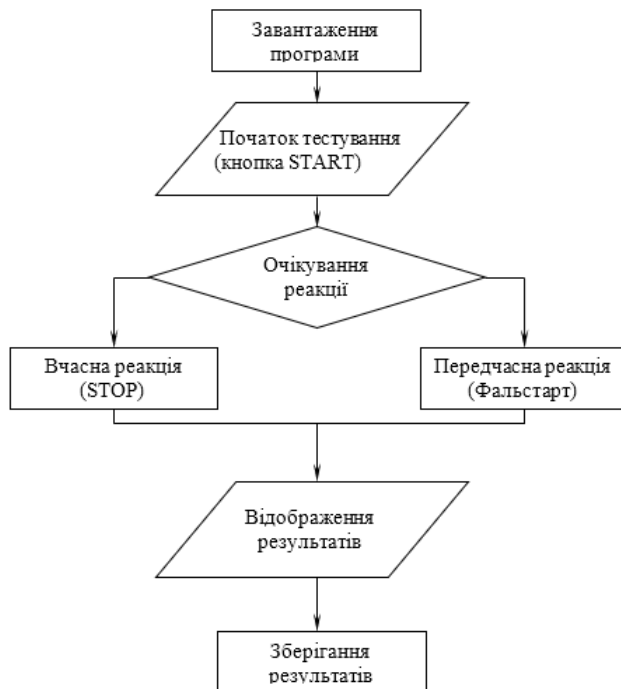 Завантаження
програми
Початок тестування
(кнопка START)
Очікування
реакції
Вчасна реакція
(STOP)
Передчасна реакція
(Фальстарт)
Відображення
результатів
Зберігання
результатів